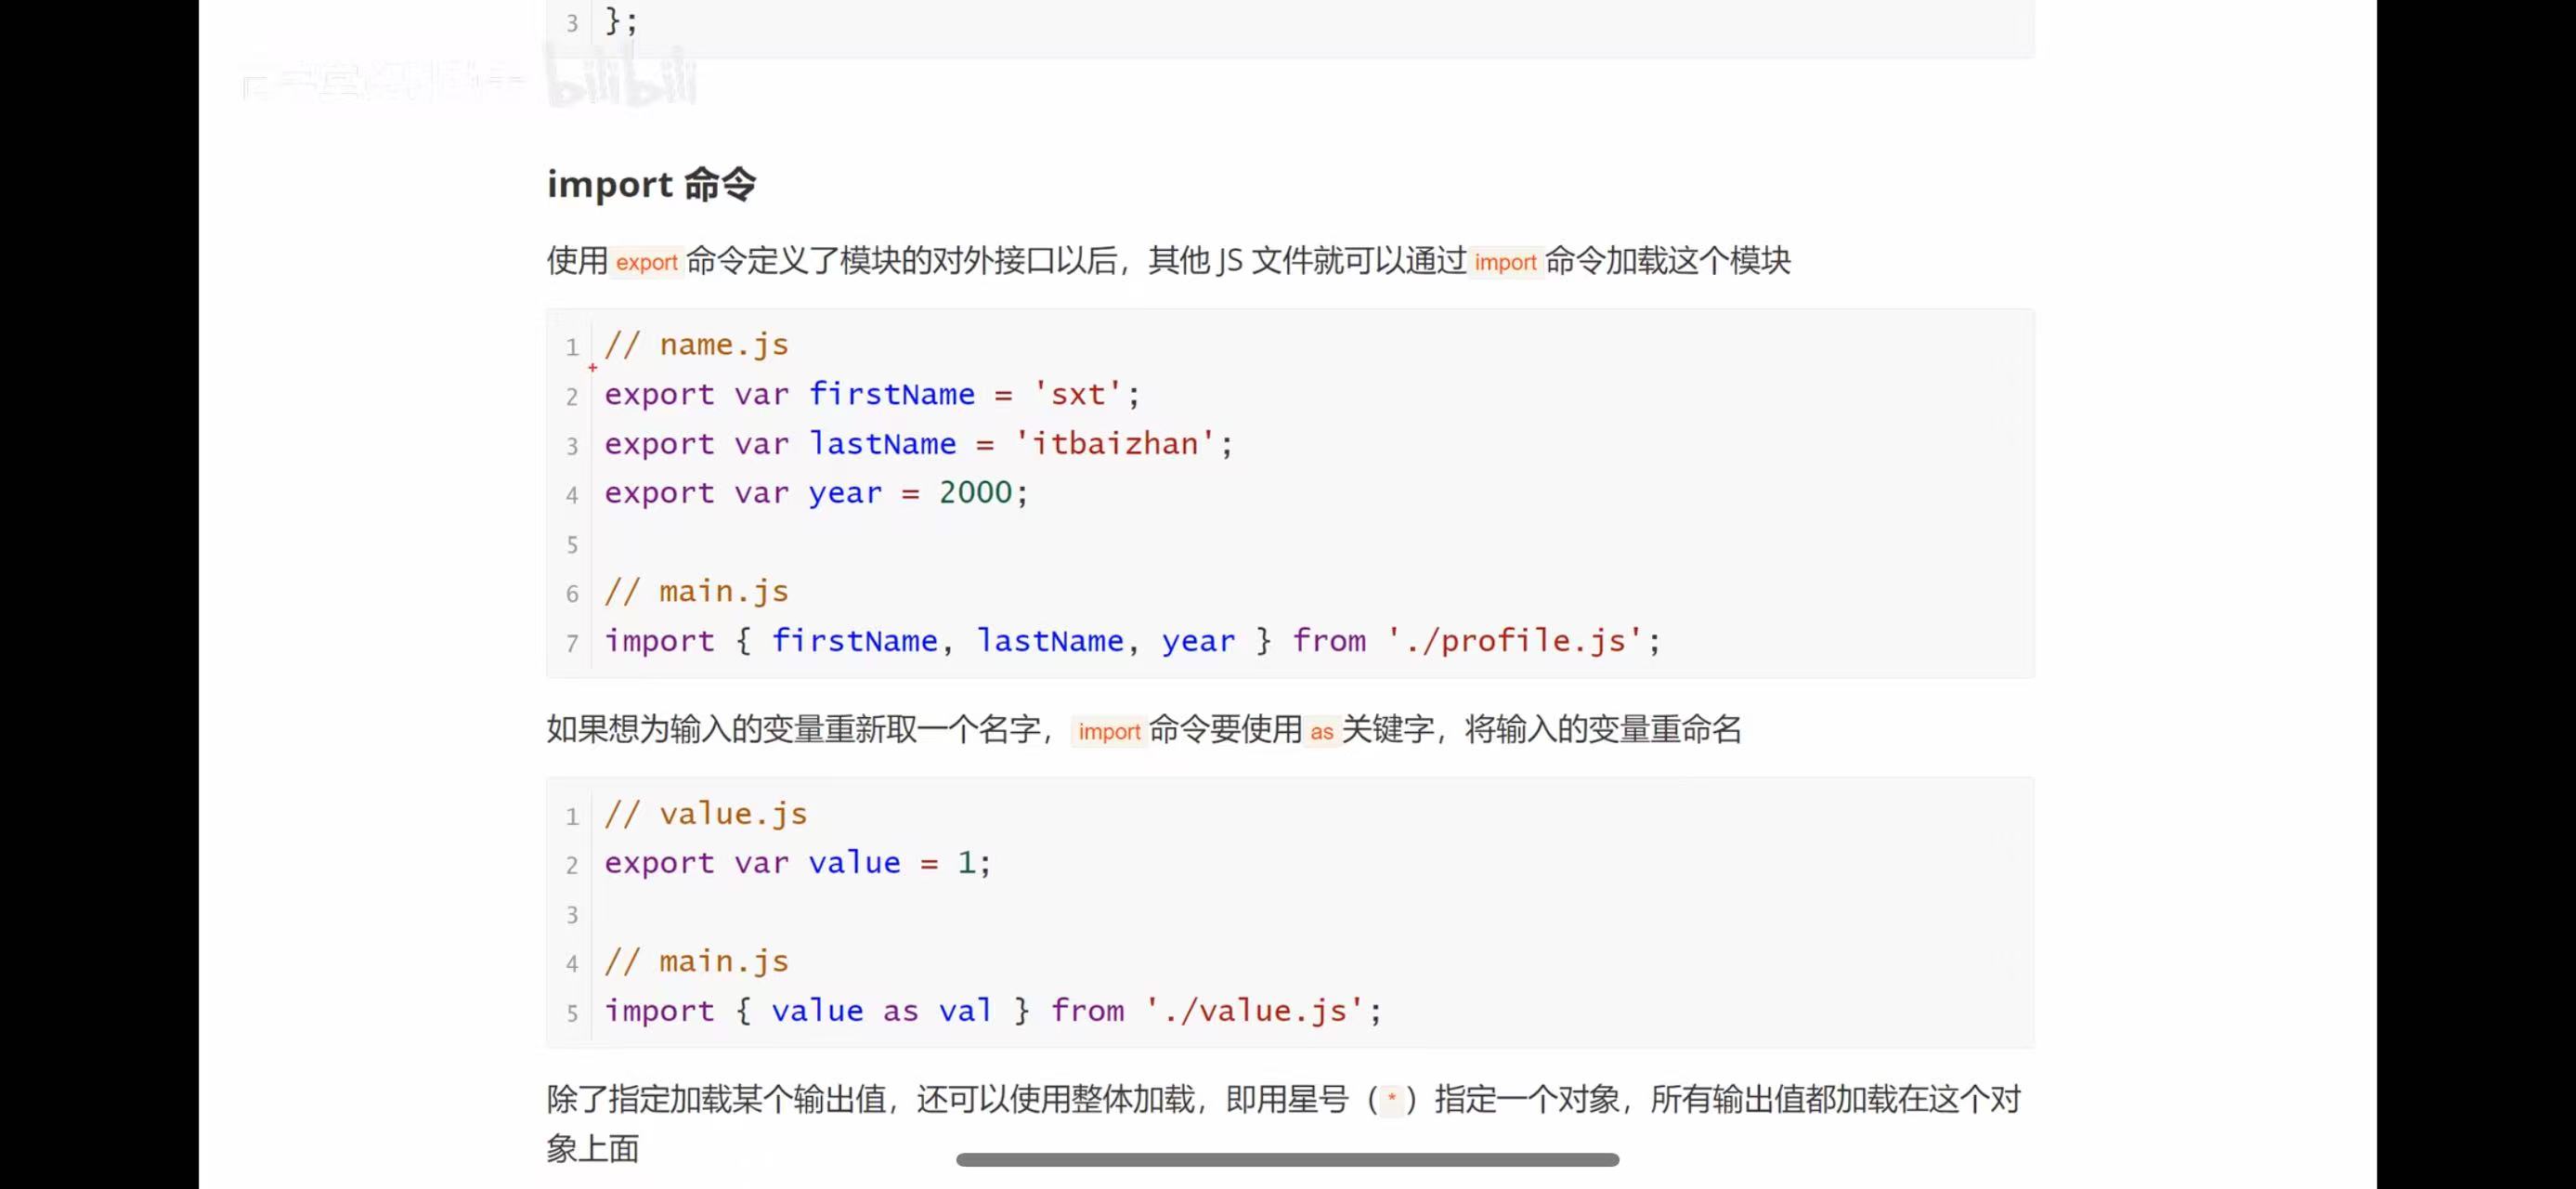 3 };
bilibili
import 命令
使用 export 命令定义了模块的对外接口以后，其他 JS 文件就可以通过 import 命令加载这个模块
1 // name.js
2 export var firstName = 'sxt';
3 export var lastName = 'itbaizhan';
4 export var year = 2000;
5
6 // main.js
7 import { firstName, lastName, year } from './profile.js';
如果想为输入的变量重新取一个名字， import 命令要使用 as 关键字，将输入的变量重命名
1 // value.js
2 export var value = 1;
3
4 // main.js
5 import { value as val } from './value.js';
除了指定加载某个输出值，还可以使用整体加载，即用星号（ * ）指定一个对象，所有输出值都加载在这个对
象上面